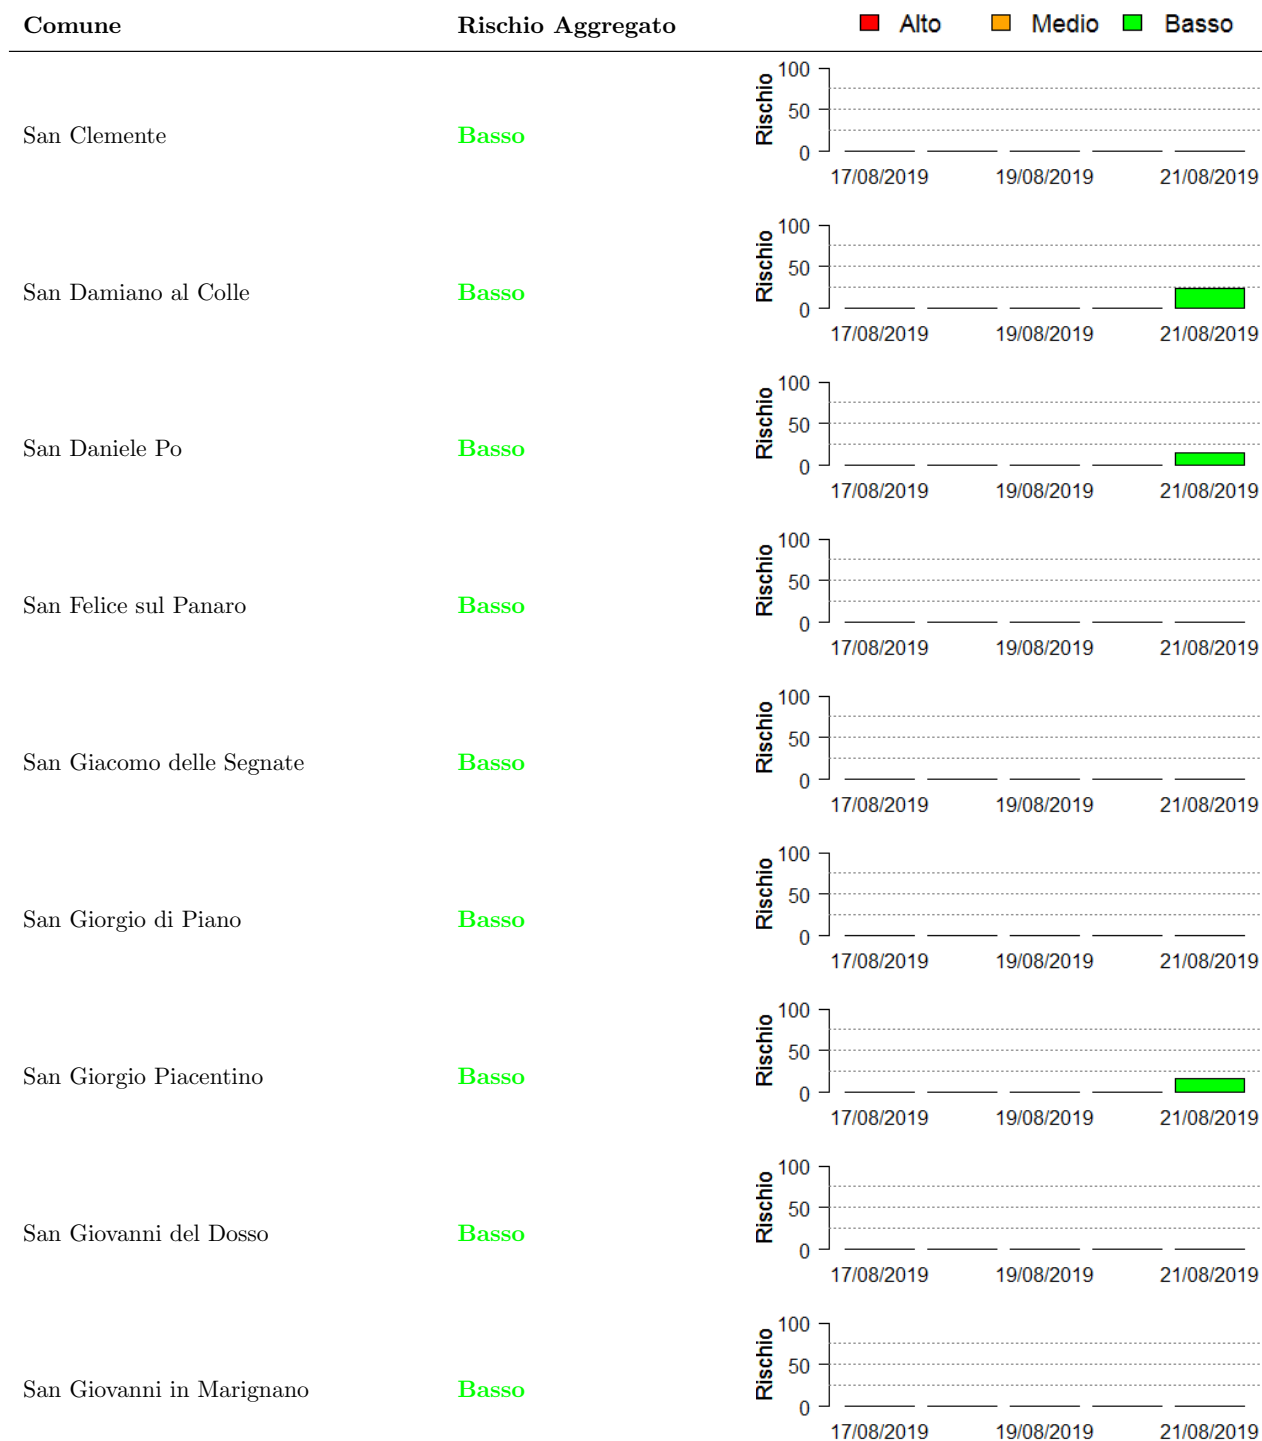 Comune Rischio Aggregato Alto Medio Basso
San Clemente Basso
Rischio
100
50
0
17/08/2019 19/08/2019 21/08/2019
San Damiano al Colle Basso
Rischio
100
50
0
17/08/2019 19/08/2019 21/08/2019
San Daniele Po Basso
Rischio
100
50
0
17/08/2019 19/08/2019 21/08/2019
San Felice sul Panaro Basso
Rischio
100
50
0
17/08/2019 19/08/2019 21/08/2019
San Giacomo delle Segnate Basso
Rischio
100
50
0
17/08/2019 19/08/2019 21/08/2019
San Giorgio di Piano Basso
Rischio
100
50
0
17/08/2019 19/08/2019 21/08/2019
San Giorgio Piacentino Basso
Rischio
100
50
0
17/08/2019 19/08/2019 21/08/2019
San Giovanni del Dosso Basso
Rischio
100
50
0
17/08/2019 19/08/2019 21/08/2019
San Giovanni in Marignano Basso
Rischio
100
50
0
17/08/2019 19/08/2019 21/08/2019